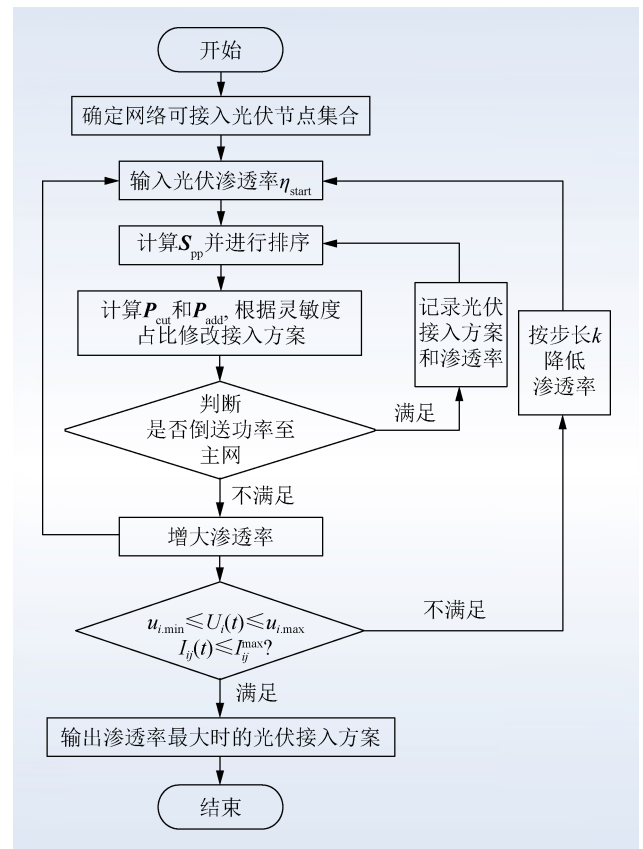 开始
确定网络可接入光伏节点集合
输入光伏渗透率η_start
计算S_pp并进行排序
计算P_cut和P_add, 根据灵敏度
占比修改接入方案
记录光伏
接入方案
和渗透率
按步长k
降低
渗透率
判断
是否倒送功率至
主网
满足
不满足
增大渗透率
u_i.min≤U_i(t)≤u_i.max
I_ij(t)≤I_ij^max?
不满足
满足
输出渗透率最大时的光伏接入方案
结束